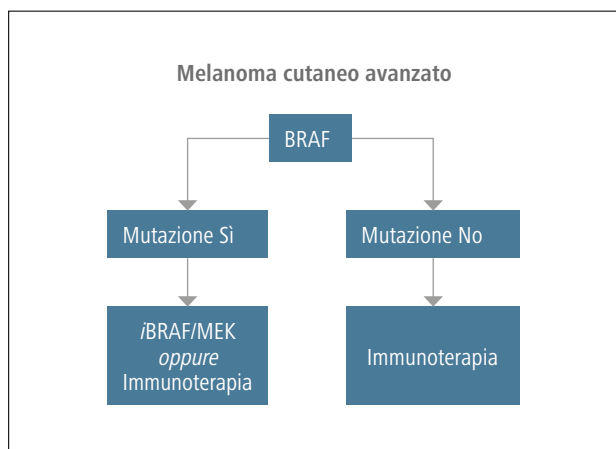 Melanoma cutaneo avanzato
BRAF
Mutazione Sì
Mutazione No
iBRAF/MEK
oppure
Immunoterapia
Immunoterapia